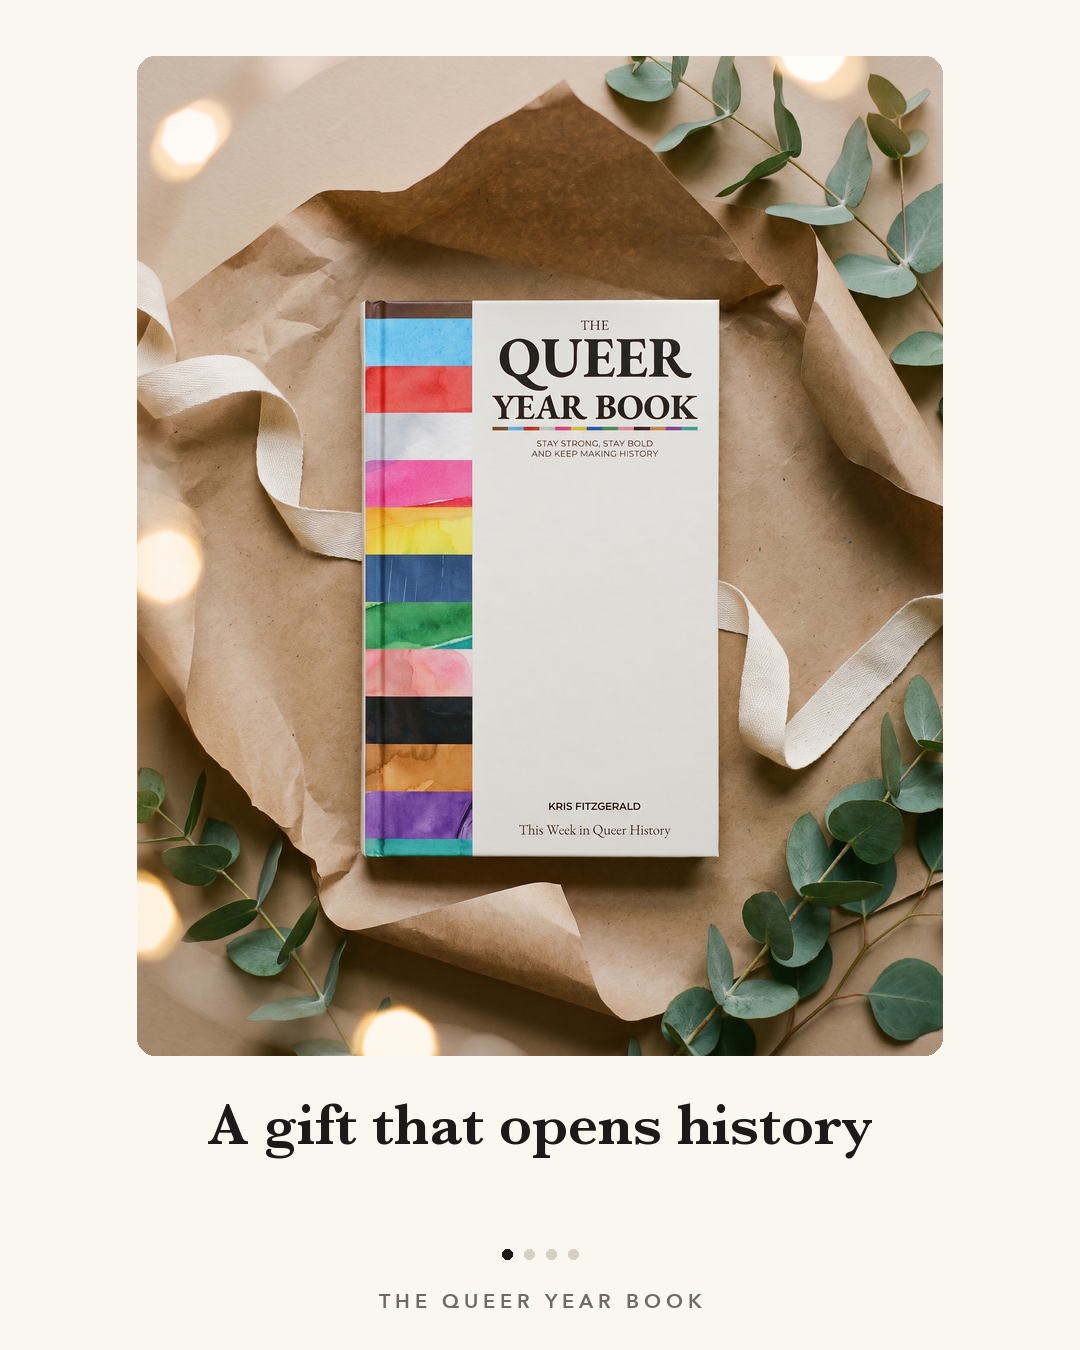 THE
QUEER
YEAR BOOK
STAY STRONG, STAY BOLD
AND KEEP MAKING HISTORY
KRIS FITZGERALD
This Week in Queer History
A gift that opens history
THE QUEER YEAR BOOK